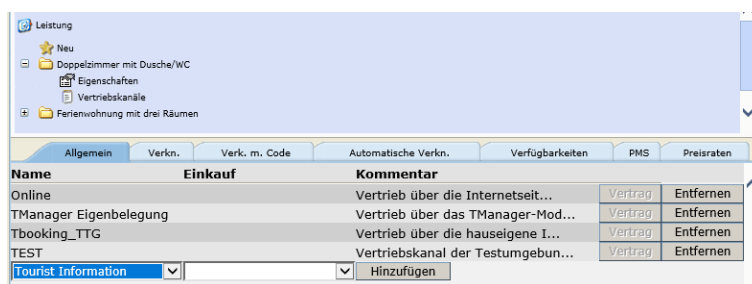 Leistung
Neu
Doppelzimmer mit Dusche/WC
Eigenschaften
Vertriebskanäle
Ferienwohnung mit drei Räumen
Allgemein Verkn. Verk. m. Code Automatische Verkn. Verfügbarkeiten PMS Preisraten
Name Einkauf Kommentar
Online Vertrieb über die Internetseit... Vertrag Entfernen
TManager Eigenbelegung Vertrieb über das TManager-Mod... Vertrag Entfernen
Tbooking_TTG Vertrieb über die hauseigene I... Vertrag Entfernen
TEST Vertriebskanal der Testumgebun... Vertrag Entfernen
Tourist Information Hinzufügen